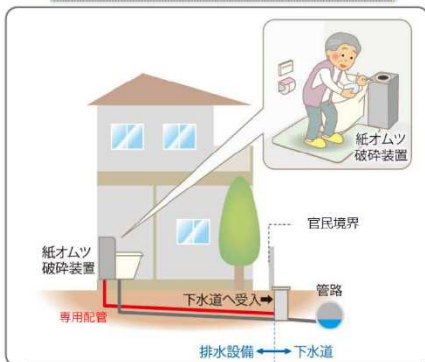 紙オムツ
破砕装置
官民境界
紙オムツ
破砕装置
下水道へ受入➡
管路
専用配管
排水設備 ⟷ 下水道